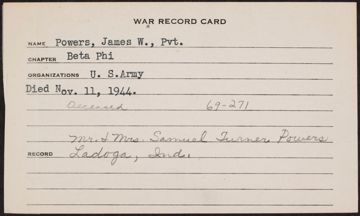 WAR RECORD CARD
NAME Powers, James W., Pvt.
CHAPTER Beta Phi
ORGANIZATIONS U. S. Army
Died Nov. 11, 1944.
Deceased 69-271
Mr. & Mrs. Samuel Turner Powers
RECORD Ladoga, Ind.